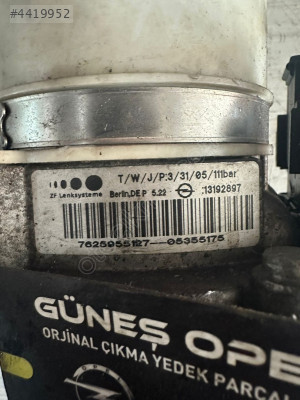 #4419952
T/W/J/P:3/31/05/111bar
ZF Lenksysteme
Berlin,DE P 5.22
:13192897
7625955127-05355175
GÜNEŞ OPE
ORJİNAL ÇIKMA YEDEK PARÇAL
OPEL